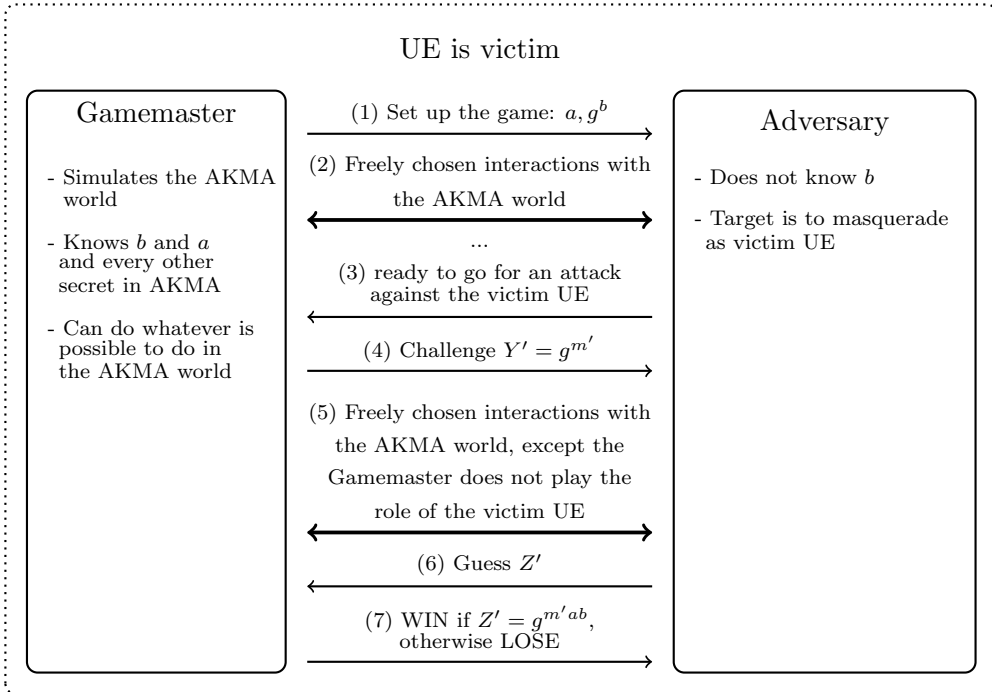 UE is victim
Gamemaster
- Simulates the AKMA
world
- Knows b and a
and every other
secret in AKMA
- Can do whatever is
possible to do in
the AKMA world
(1) Set up the game: a, g^b
(2) Freely chosen interactions with
the AKMA world
...
(3) ready to go for an attack
against the victim UE
(4) Challenge Y′ = g^{m′}
(5) Freely chosen interactions with
the AKMA world, except the
Gamemaster does not play the
role of the victim UE
(6) Guess Z′
(7) WIN if Z′ = g^{m′ab},
otherwise LOSE
Adversary
- Does not know b
- Target is to masquerade
as victim UE